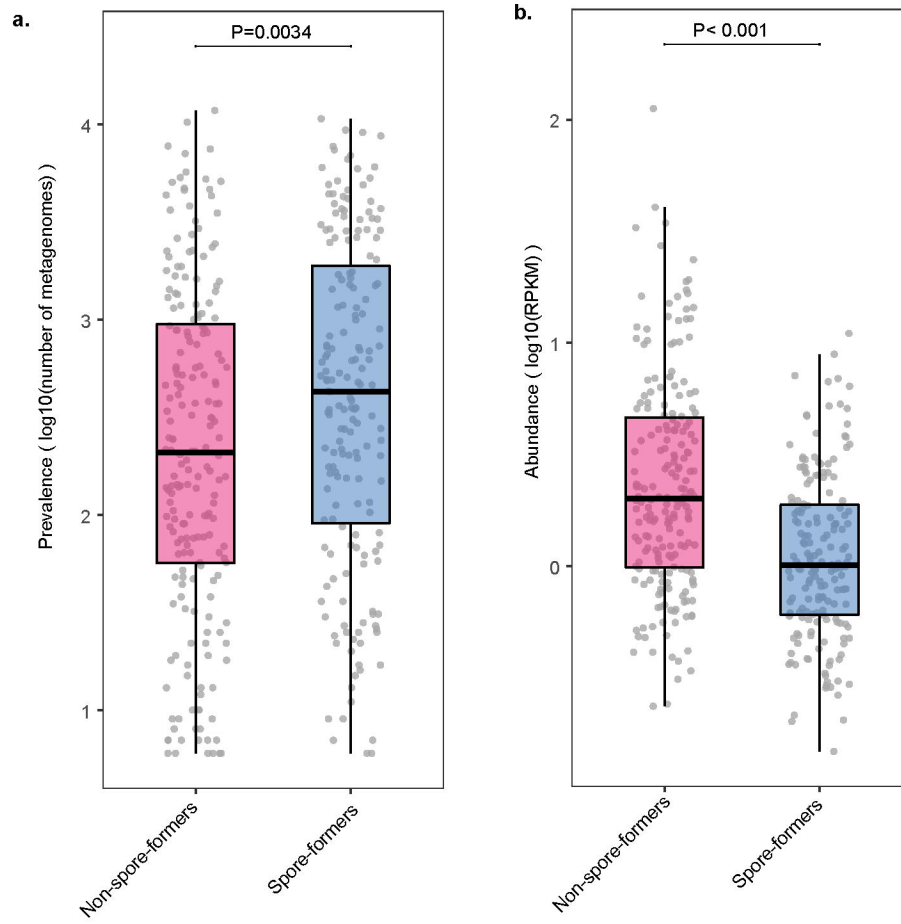 a.
P=0.0034
Prevalence ( log10(number of metagenomes) )
4
3
2
1
Non-spore-formers
Spore-formers
b.
P< 0.001
Abundance ( log10(RPKM) )
2
1
0
Non-spore-formers
Spore-formers